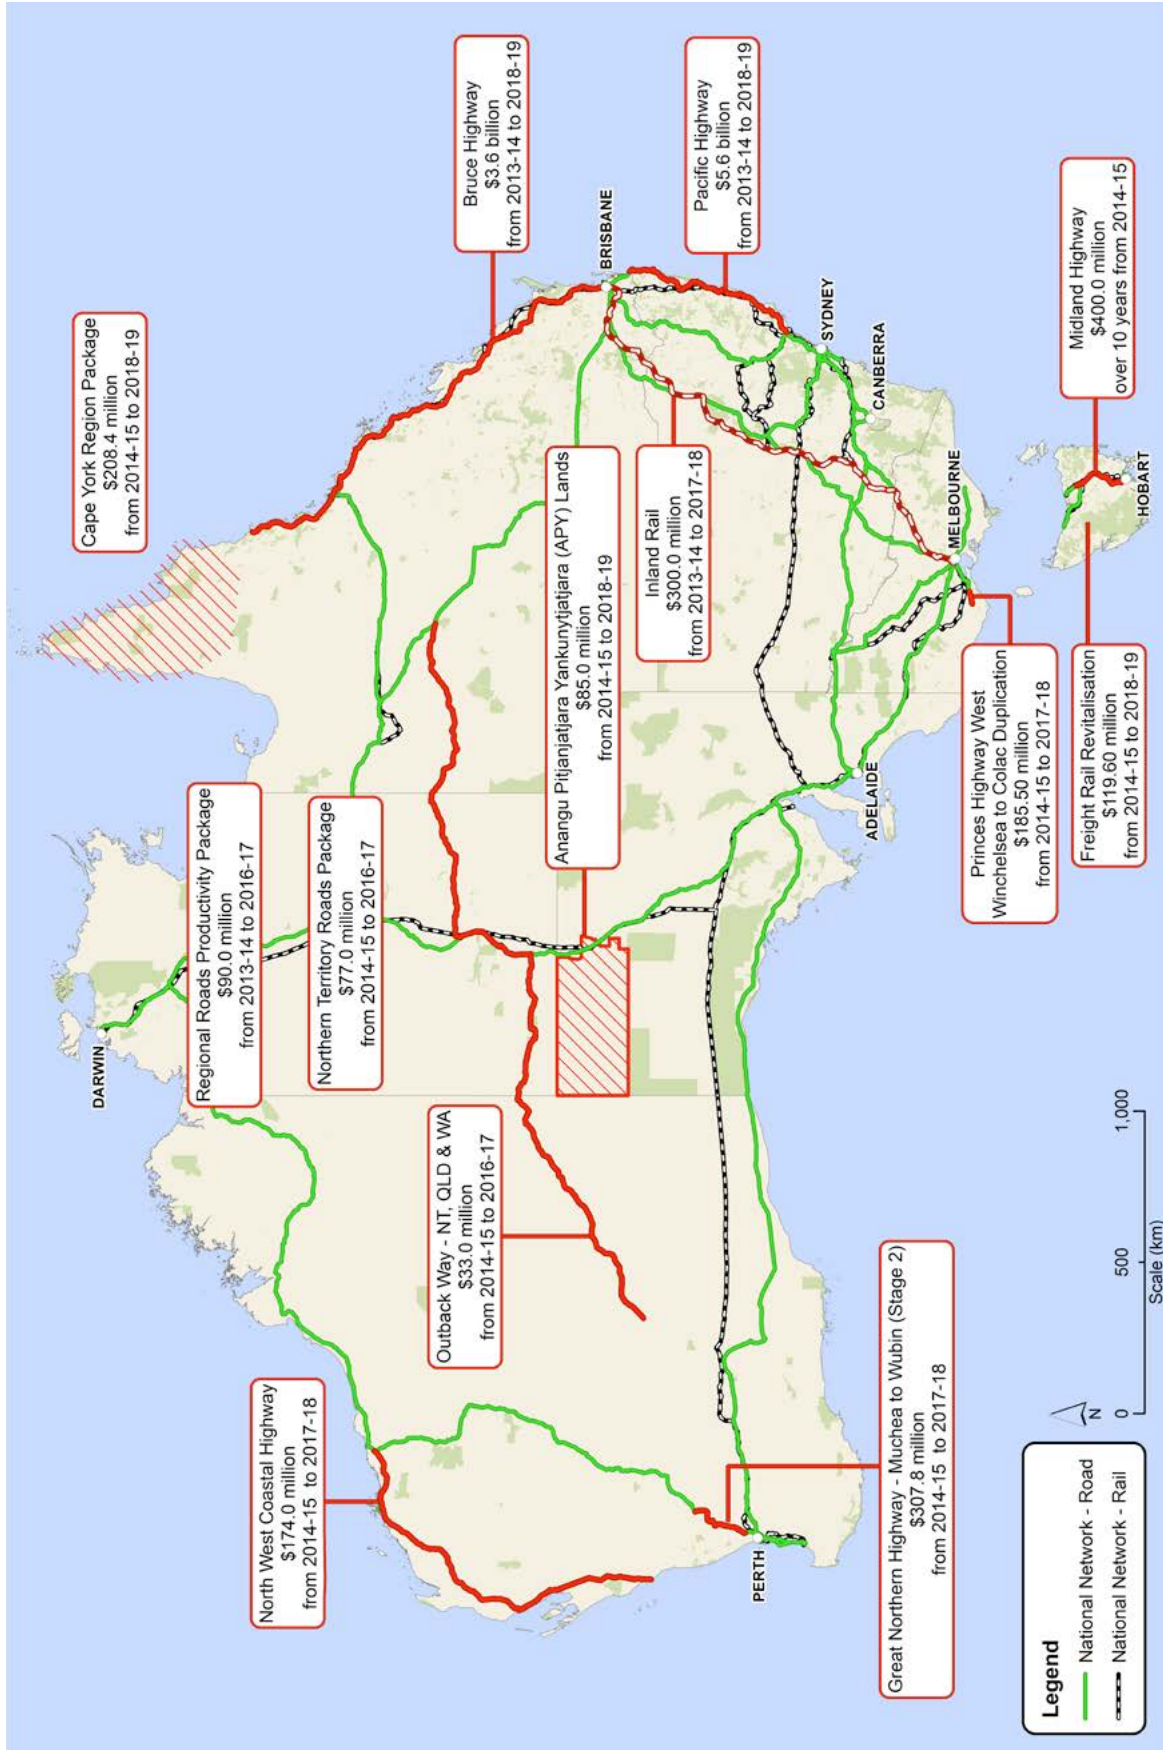 DARWIN
Regional Roads Productivity Package
$90.0 million
from 2013-14 to 2016-17
Cape York Region Package
$208.4 million
from 2014-15 to 2018-19
North West Coastal Highway
$174.0 million
from 2014-15 to 2017-18
Northern Territory Roads Package
$77.0 million
from 2014-15 to 2016-17
Bruce Highway
$3.6 billion
from 2013-14 to 2018-19
Outback Way - NT, QLD & WA
$33.0 million
from 2014-15 to 2016-17
Anangu Pitjanjatjara Yankunytjatjara (APY) Lands
$85.0 million
from 2014-15 to 2018-19
BRISBANE
Inland Rail
$300.0 million
from 2013-14 to 2017-18
Pacific Highway
$5.6 billion
from 2013-14 to 2018-19
PERTH
SYDNEY
ADELAIDE
CANBERRA
Great Northern Highway - Muchea to Wubin (Stage 2)
$307.8 million
from 2014-15 to 2017-18
MELBOURNE
Princes Highway West
Winchelsea to Colac Duplication
$185.50 million
from 2014-15 to 2017-18
Freight Rail Revitalisation
$119.60 million
from 2014-15 to 2018-19
Midland Highway
$400.0 million
over 10 years from 2014-15
HOBART
Legend
National Network - Road
National Network - Rail
N
0 500 1,000
Scale (km)